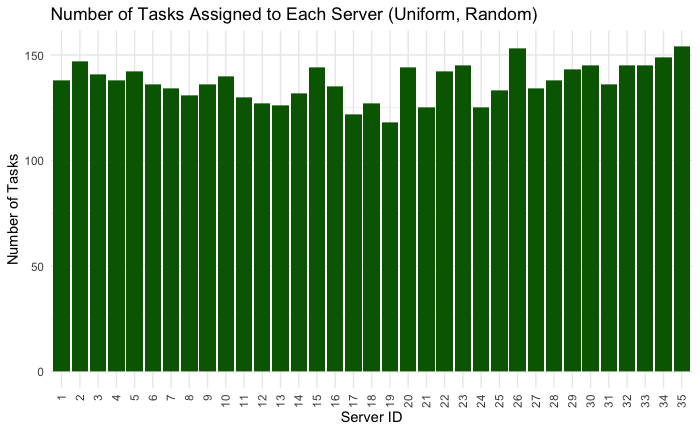 Number of Tasks Assigned to Each Server (Uniform, Random)
Number of Tasks
150
100
50
0
1 2 3 4 5 6 7 8 9 10 11 12 13 14 15 16 17 18 19 20 21 22 23 24 25 26 27 28 29 30 31 32 33 34 35
Server ID